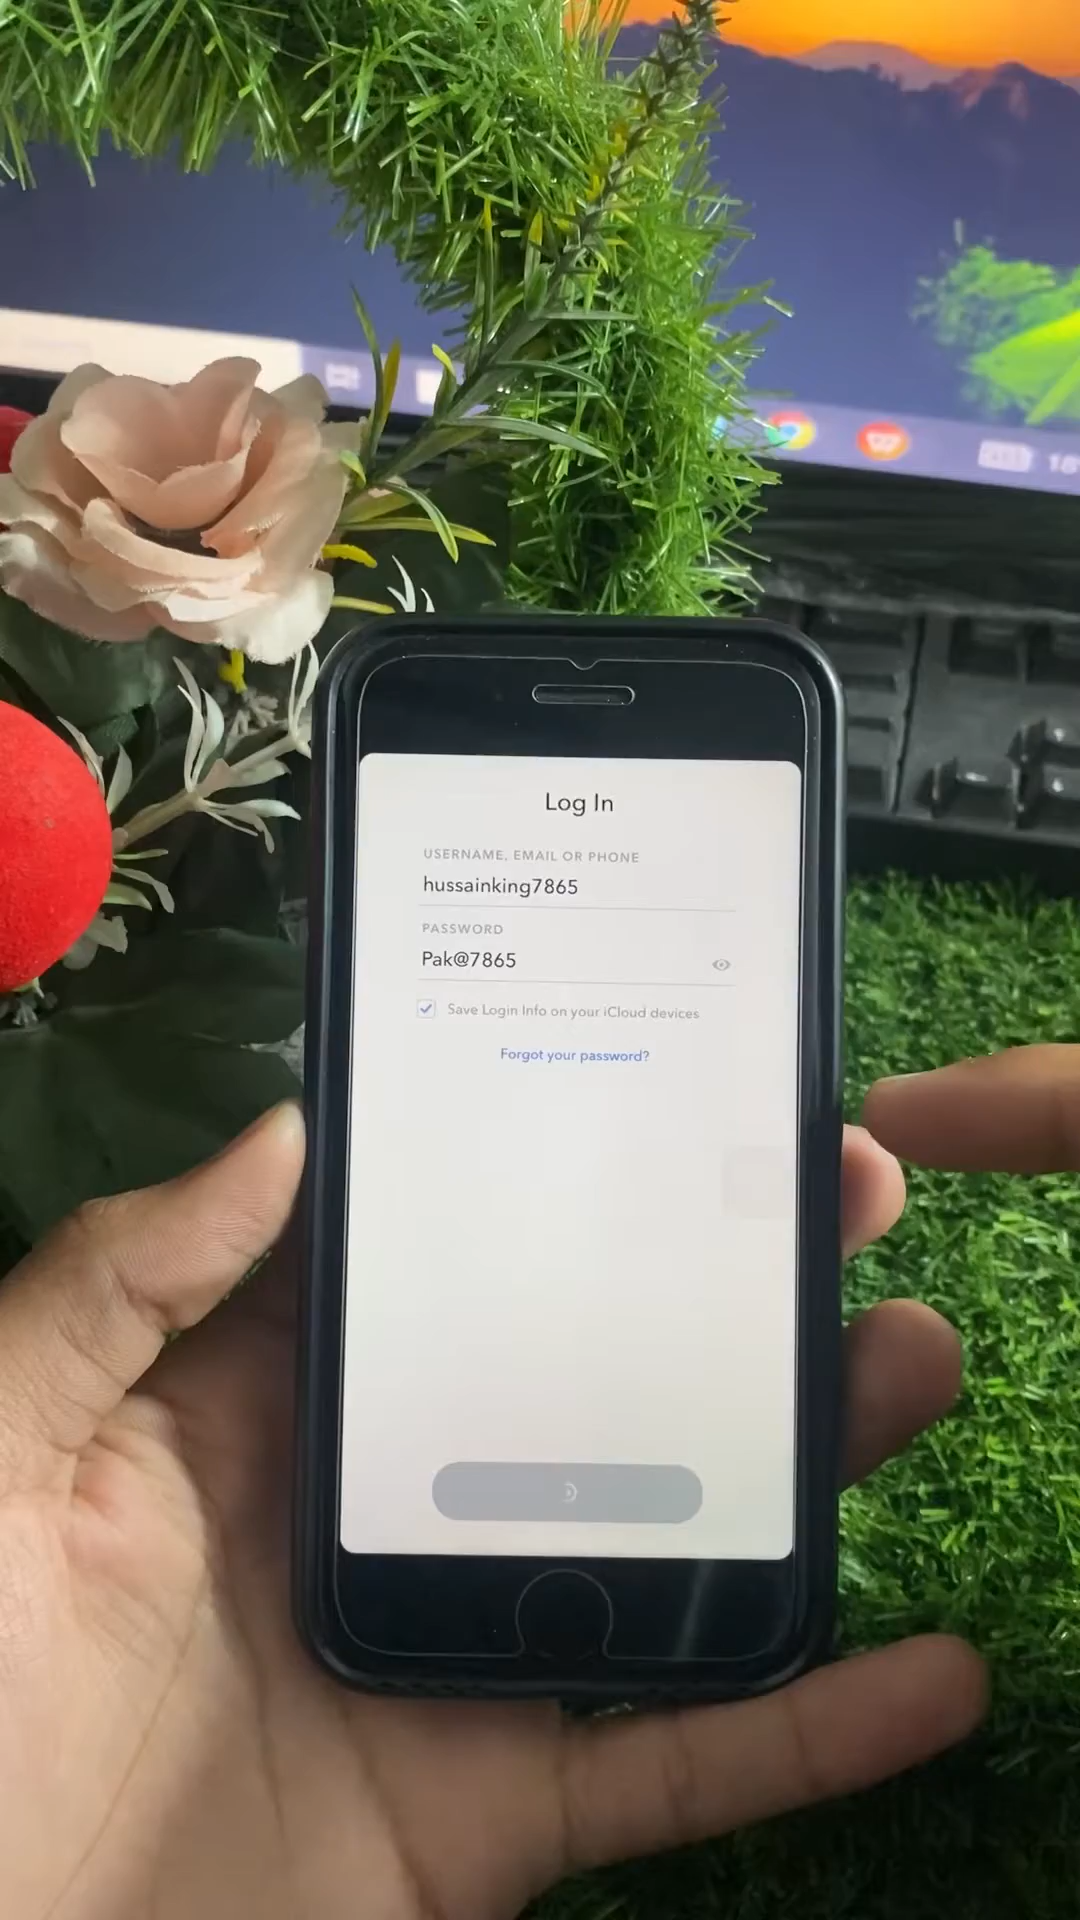 Log In
USERNAME, EMAIL OR PHONE
hussainking7865
PASSWORD
Pak@7865
Save Login Info on your iCloud devices
Forgot your password?